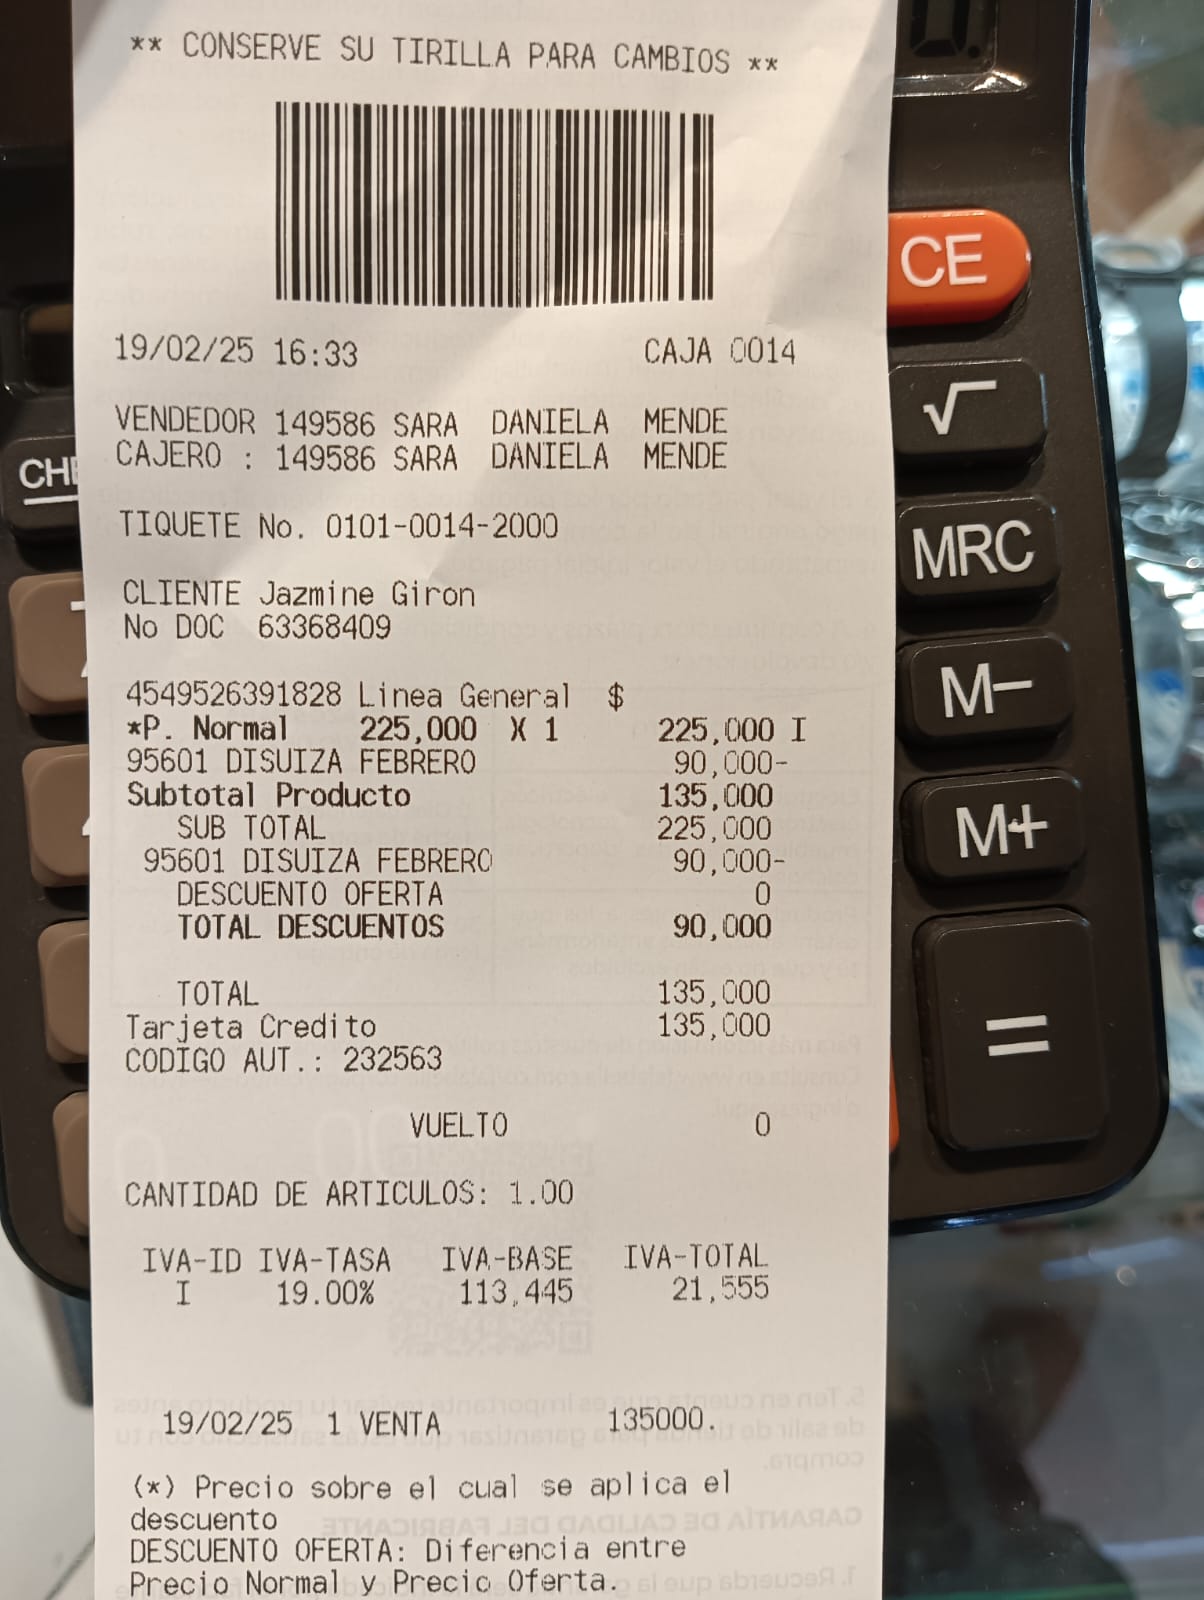 ** CONSERVE SU TIRILLA PARA CAMBIOS **
19/02/25 16:33 CAJA 0014
VENDEDOR 149586 SARA DANIELA MENDE
CAJERO : 149586 SARA DANIELA MENDE
TIQUETE No. 0101-0014-2000
CLIENTE Jazmine Giron
No DOC 63368409
4549526391828 Linea General $
*P. Normal 225,000 X 1 225,000 I
95601 DISUIZA FEBRERO 90,000-
Subtotal Producto 135,000
SUB TOTAL 225,000
95601 DISUIZA FEBRERO 90,000-
DESCUENTO OFERTA 0
TOTAL DESCUENTOS 90,000
TOTAL 135,000
Tarjeta Credito 135,000
CODIGO AUT.: 232563
VUELTO 0
CANTIDAD DE ARTICULOS: 1.00
IVA-ID IVA-TASA IVA-BASE IVA-TOTAL
I 19.00% 113,445 21,555
19/02/25 1 VENTA 135000.
(*) Precio sobre el cual se aplica el
descuento
DESCUENTO OFERTA: Diferencia entre
Precio Normal y Precio Oferta.
CE
√
MRC
M−
M+
=